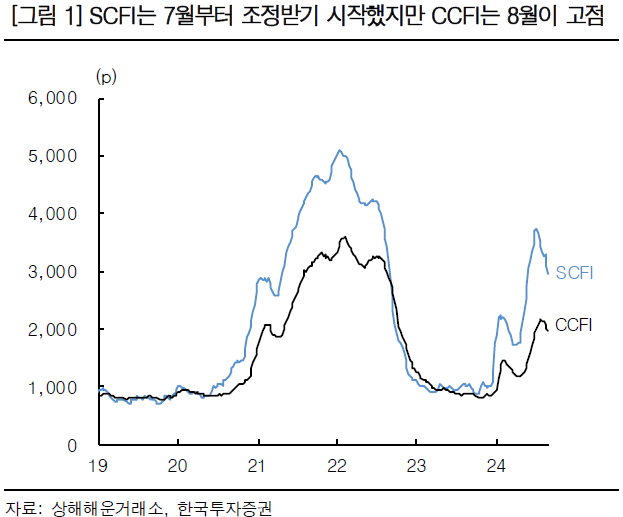 [그림 1] SCFI는 7월부터 조정받기 시작했지만 CCFI는 8월이 고점
(p)
6,000
5,000
4,000
3,000
2,000
1,000
0
SCFI
CCFI
19 20 21 22 23 24
자료: 상해해운거래소, 한국투자증권